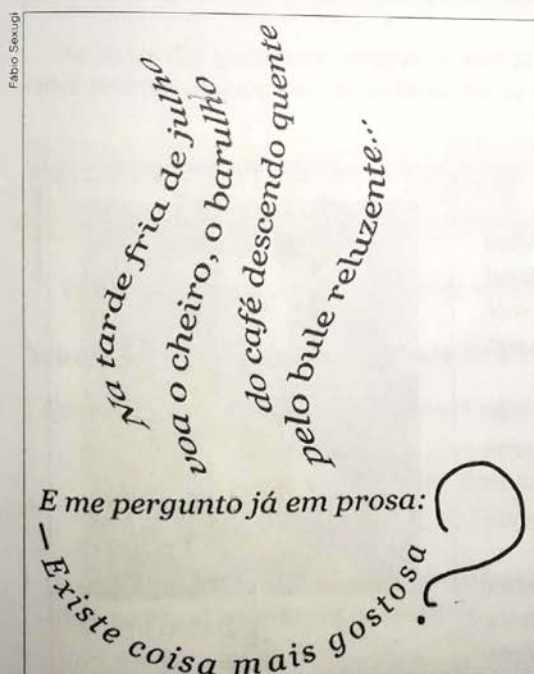 Fábio Sexugi
Na tarde fria de julho
voa o cheiro, o barulho
do café descendo quente
pelo bule reluzente...
E me pergunto já em prosa:
— Existe coisa mais gostosa
?